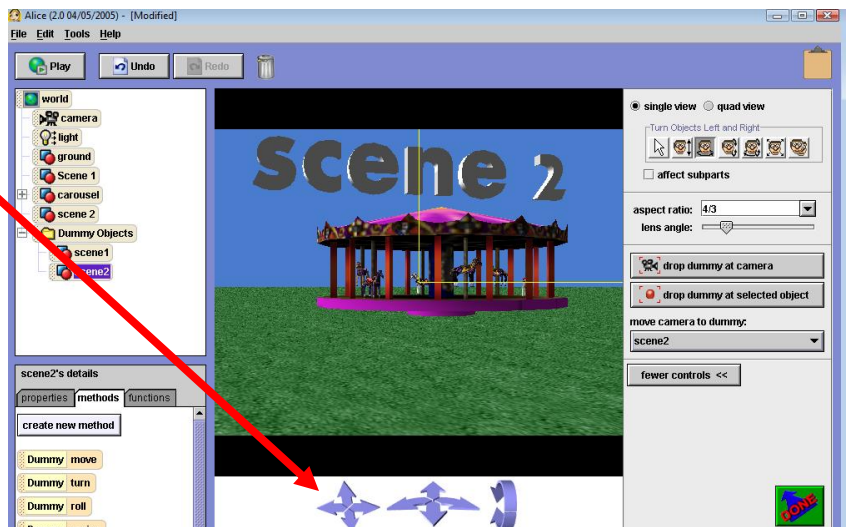 Alice (2.0 04/05/2005) - [Modified]
File Edit Tools Help
Play Undo Redo
world
camera
light
ground
Scene 1
carousel
scene 2
Dummy Objects
scene1
scene2
scene2's details
properties methods functions
create new method
Dummy move
Dummy turn
Dummy roll
Dummy
scene 2
single view quad view
Turn Objects Left and Right
affect subparts
aspect ratio: 4/3
lens angle:
drop dummy at camera
drop dummy at selected object
move camera to dummy:
scene2
fewer controls <<
DONE